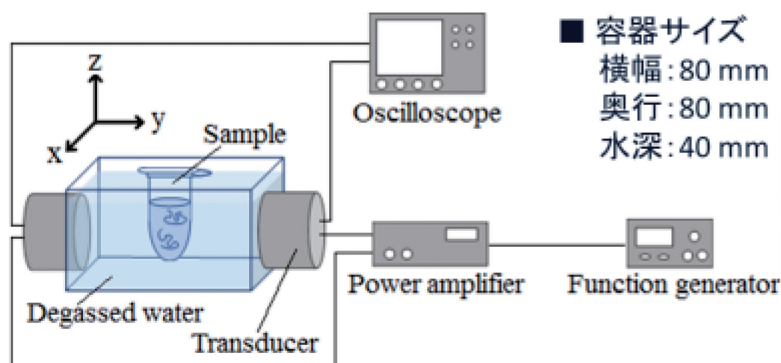 ■ 容器サイズ
横幅：80 mm
奥行：80 mm
水深：40 mm
z
y
x
Sample
Oscilloscope
Degassed water
Transducer
Power amplifier
Function generator